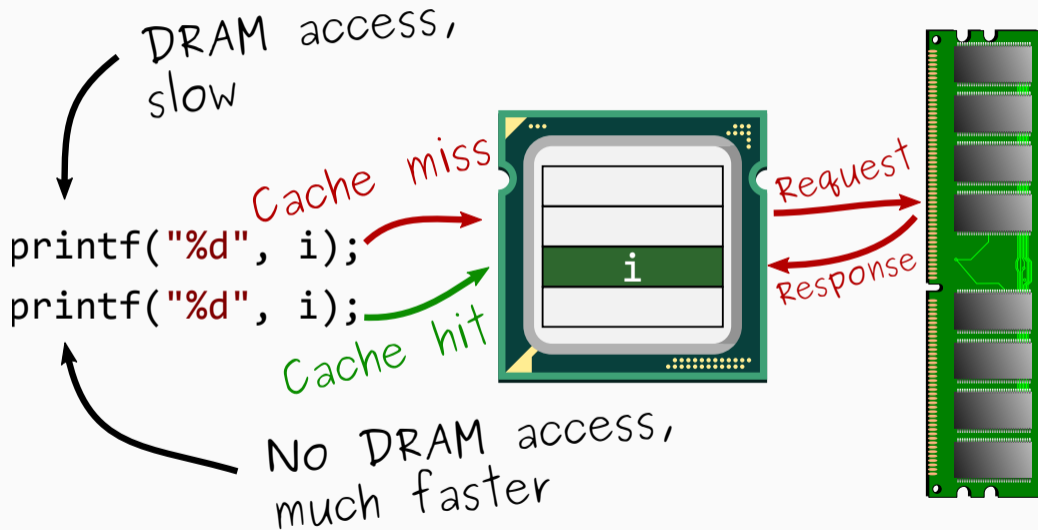 DRAM access,
slow
Cache miss
printf("%d", i);
printf("%d", i);
Cache hit
i
Request
Response
No DRAM access,
much faster